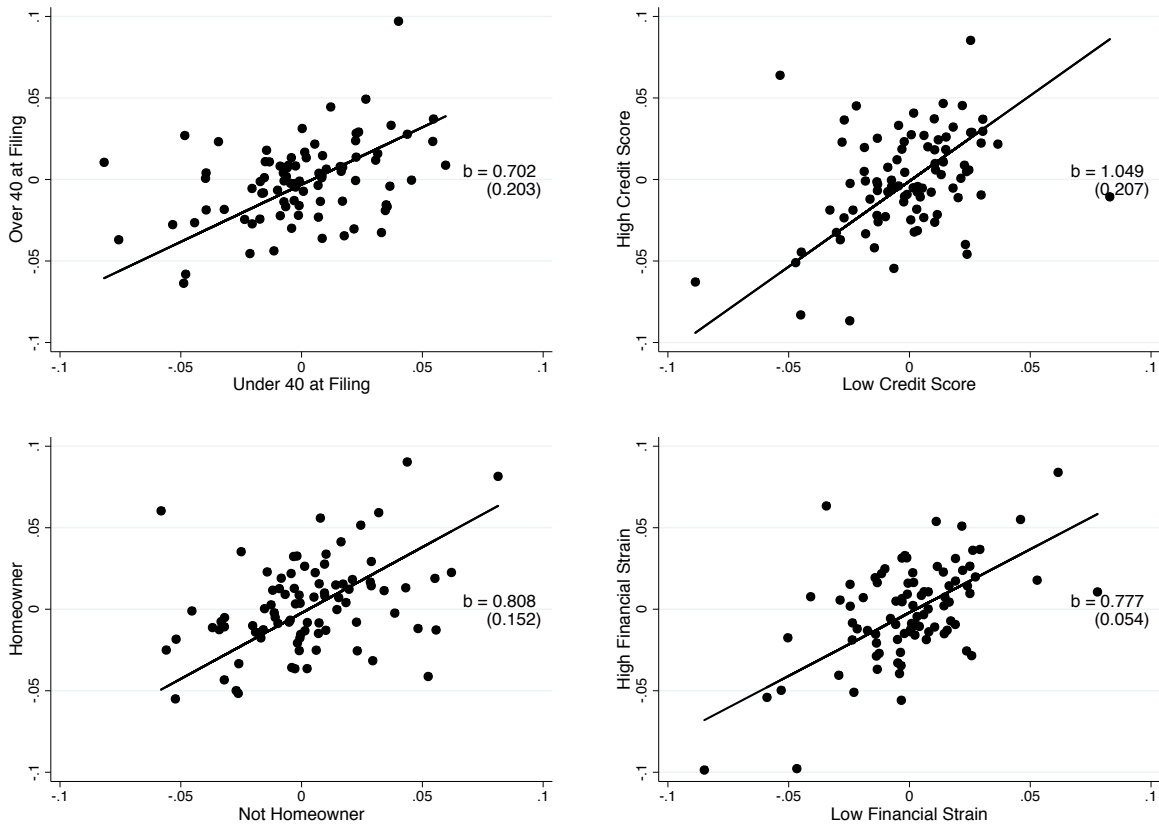 .1
.05
0
-.05
-.1
Over 40 at Filing
b = 0.702
(0.203)
-.1 -.05 0 .05 .1
Under 40 at Filing
.1
.05
0
-.05
-.1
High Credit Score
b = 1.049
(0.207)
-.1 -.05 0 .05 .1
Low Credit Score
.1
.05
0
-.05
-.1
Homeowner
b = 0.808
(0.152)
-.1 -.05 0 .05 .1
Not Homeowner
.1
.05
0
-.05
-.1
High Financial Strain
b = 0.777
(0.054)
-.1 -.05 0 .05 .1
Low Financial Strain